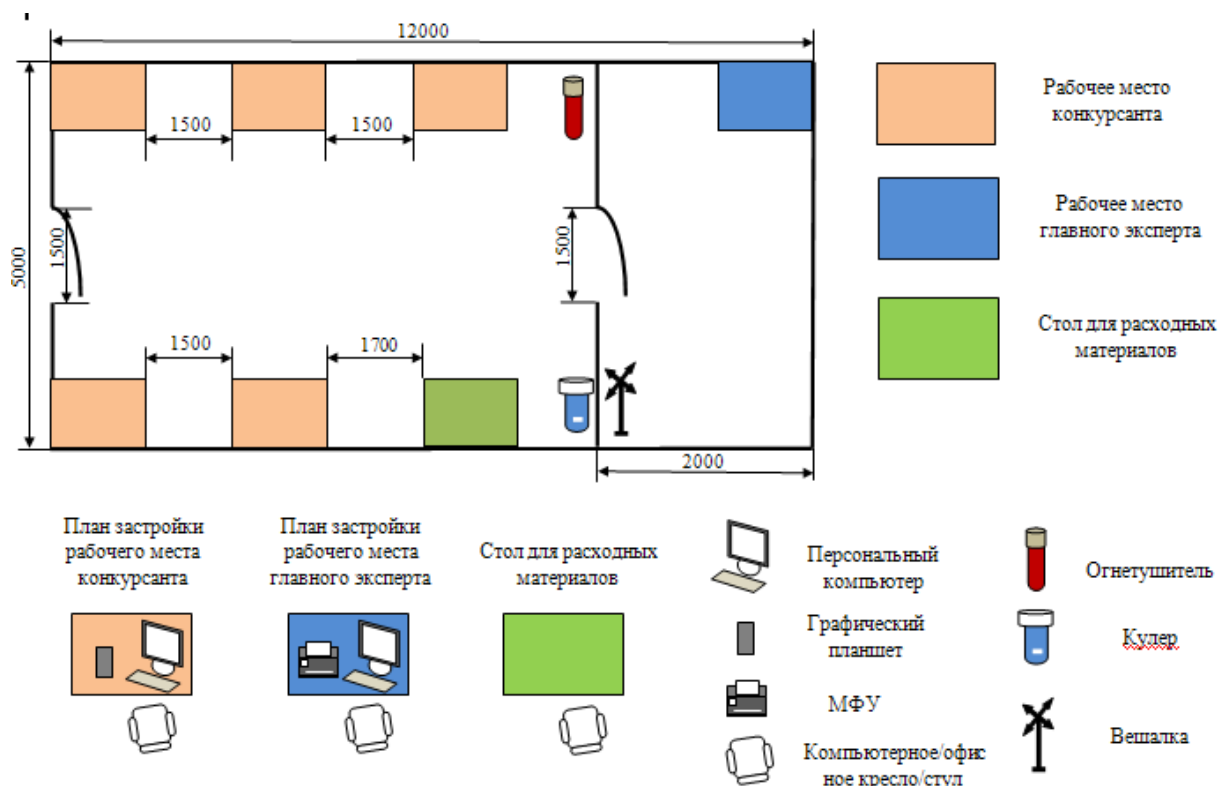 12000
1500
1500
5000
1500
1500
1500
1700
2000
Рабочее место
конкурсанта
Рабочее место
главного эксперта
Стол для расходных
материалов
План застройки
рабочего места
конкурсанта
План застройки
рабочего места
главного эксперта
Стол для расходных
материалов
Персональный
компьютер
Графический
планшет
МФУ
Компьютерное/офис
ное кресло/стул
Огнетушитель
Кулер
Вешалка